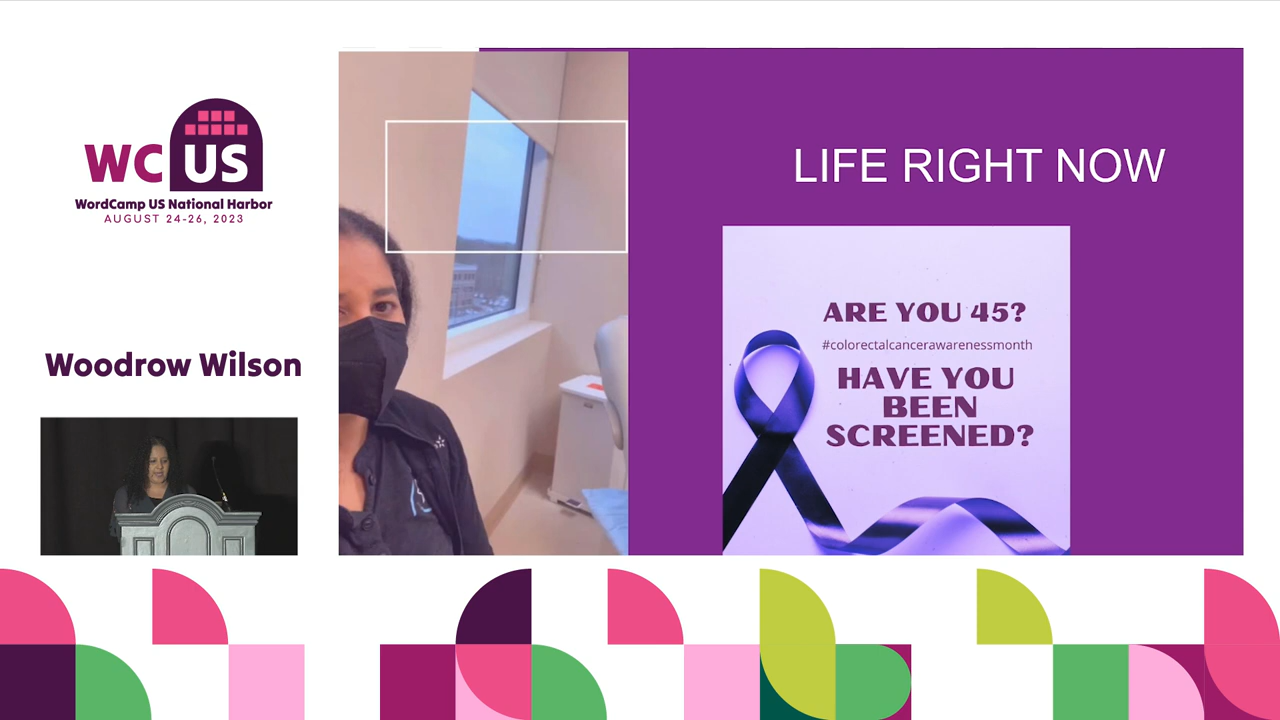 WC US
WordCamp US National Harbor
AUGUST 24-26, 2023
Woodrow Wilson
LIFE RIGHT NOW
ARE YOU 45?
#colorectalcancerawarenessmonth
HAVE YOU
BEEN
SCREENED?